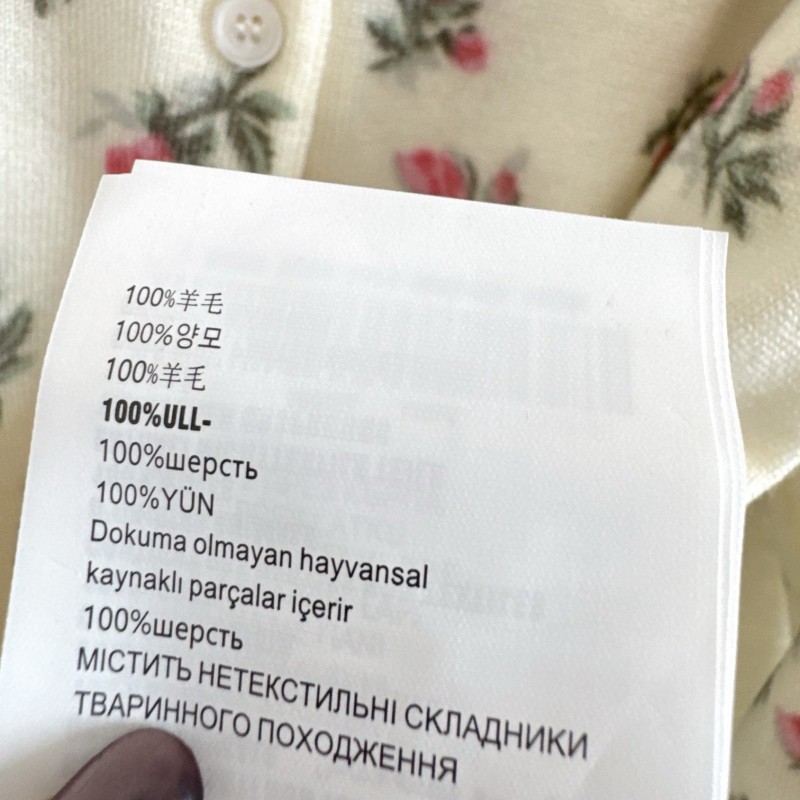 100%羊毛
100%양모
100%羊毛
100%ULL-
100%шерсть
100%YÜN
Dokuma olmayan hayvansal
kaynaklı parçalar içerir
100%шерсть
МІСТИТЬ НЕТЕКСТИЛЬНІ СКЛАДНИКИ
ТВАРИННОГО ПОХОДЖЕННЯ